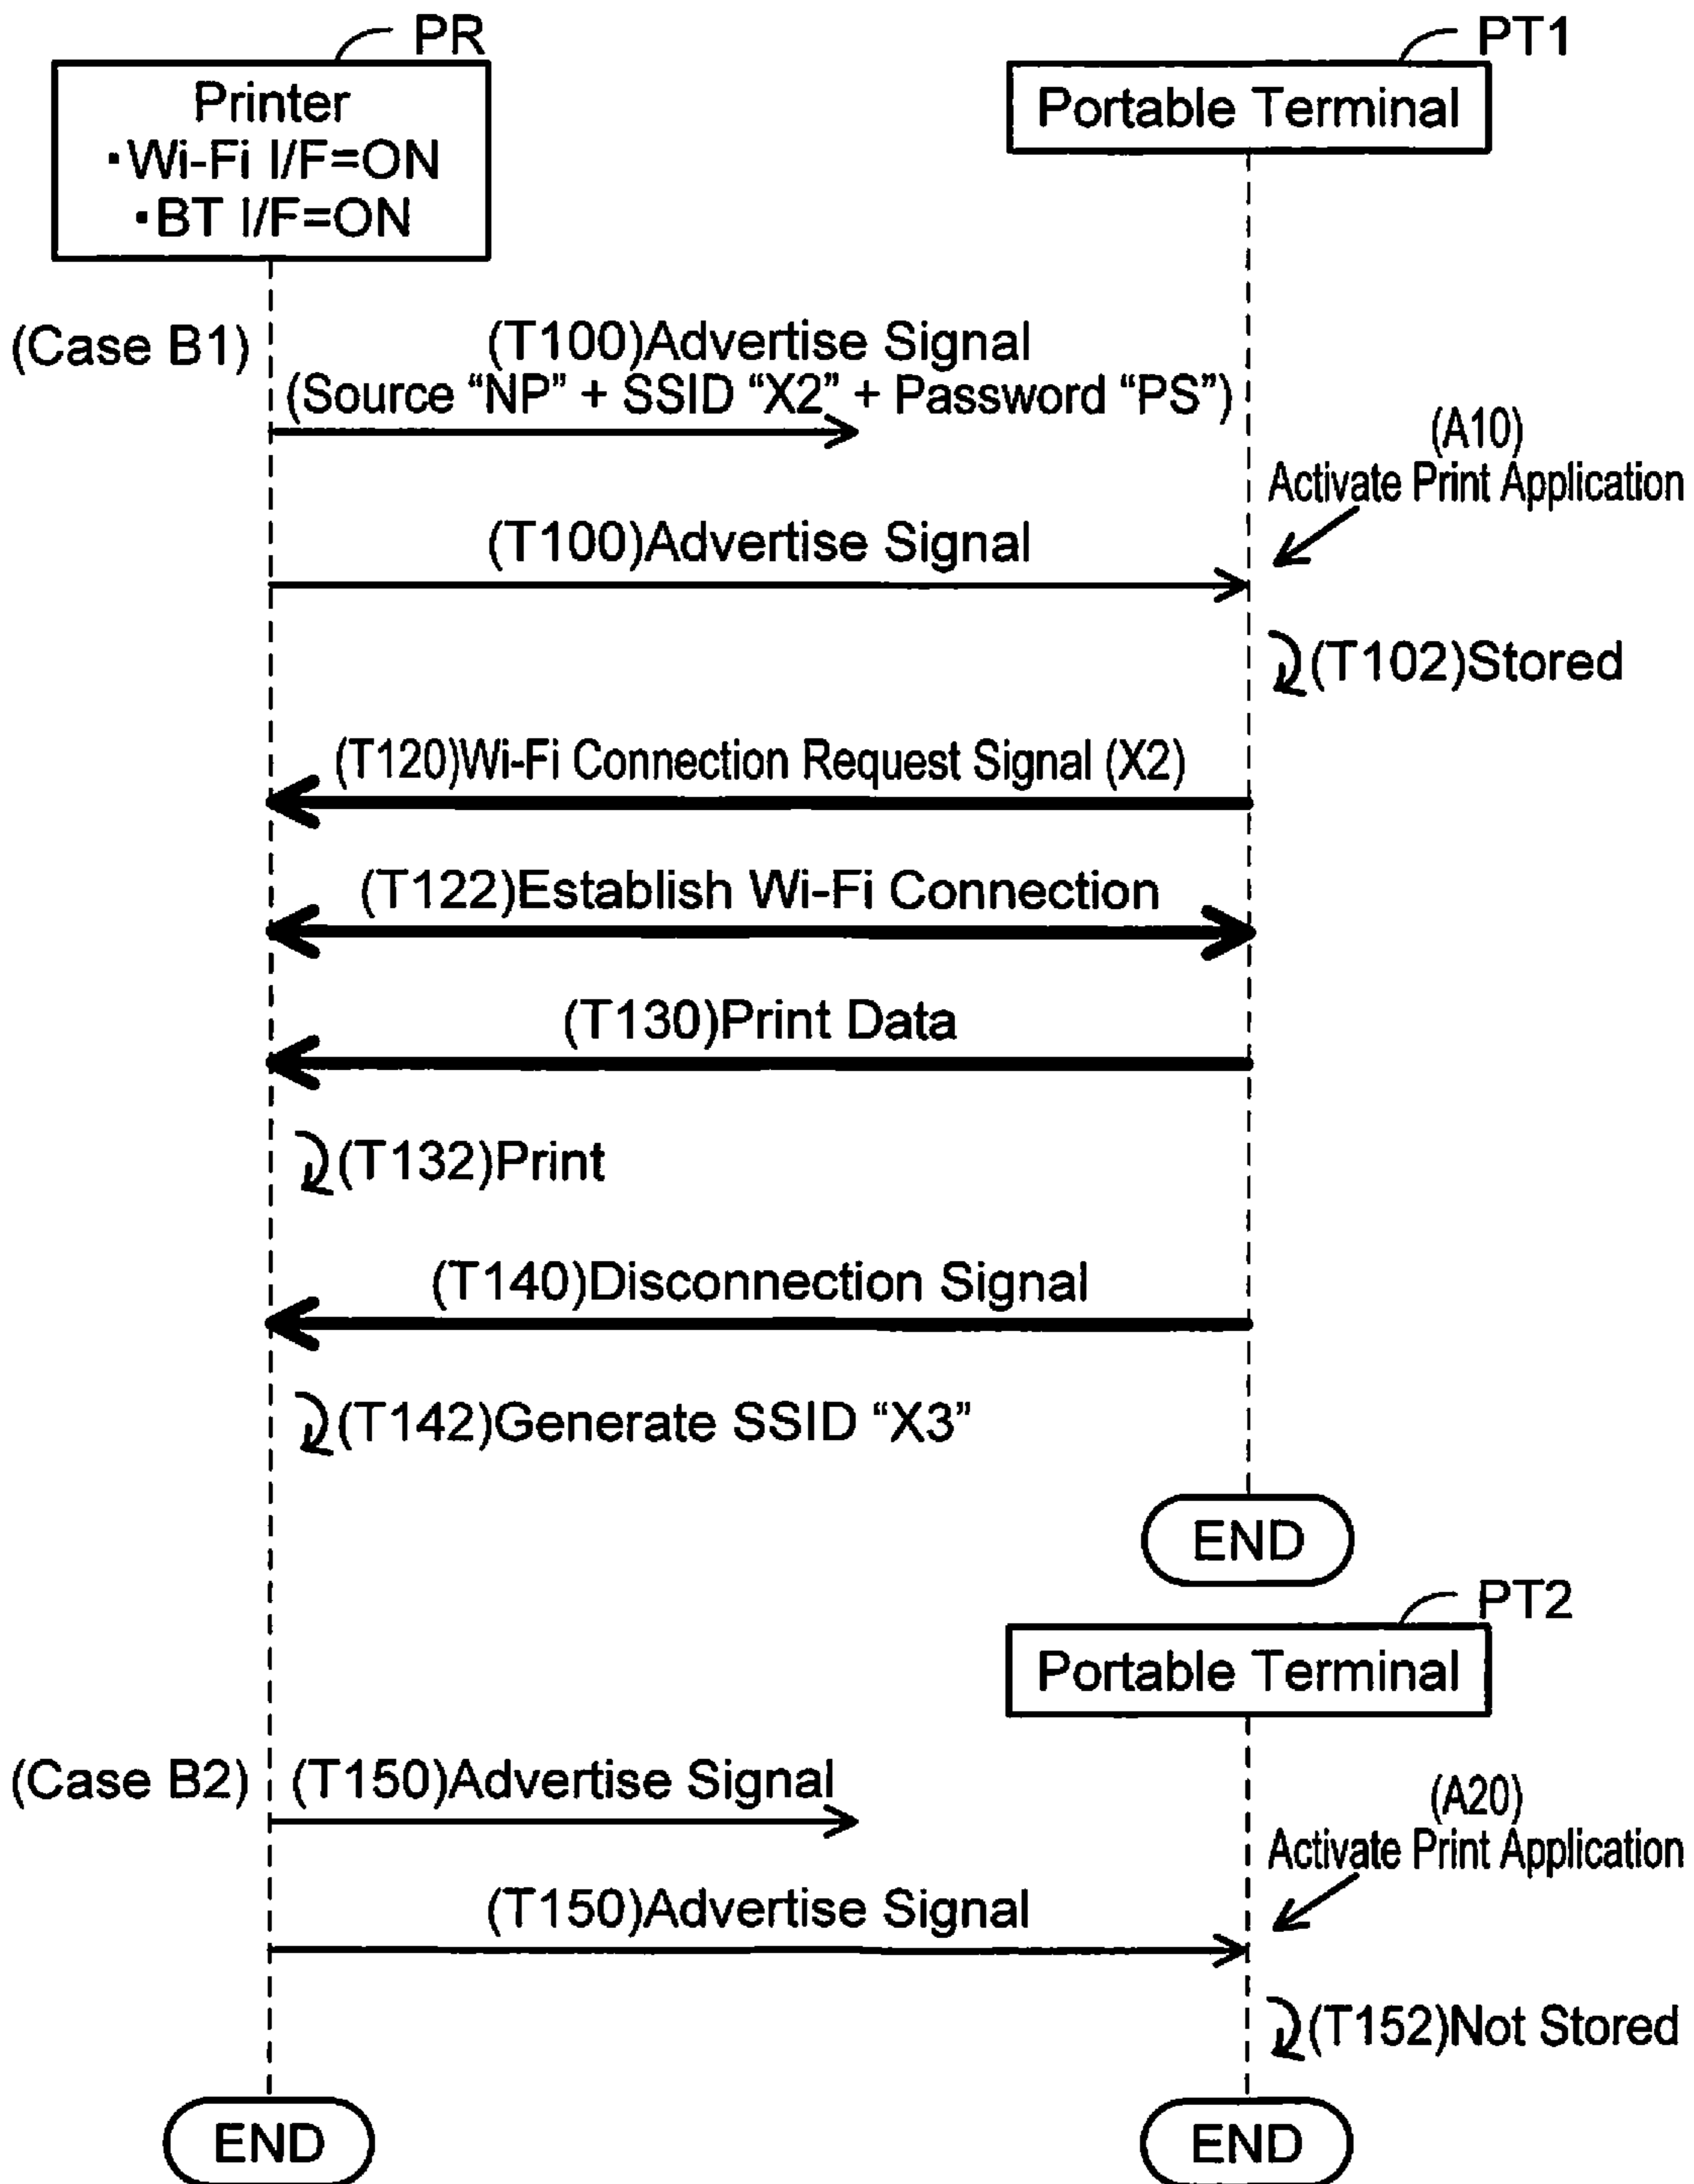 PR
PT1
Printer
·Wi-Fi I/F=ON
·BT I/F=ON
Portable Terminal
(Case B1)
(T100)Advertise Signal
(Source “NP” + SSID “X2” + Password “PS”)
(A10)
Activate Print Application
(T100)Advertise Signal
(T102)Stored
(T120)Wi-Fi Connection Request Signal (X2)
(T122)Establish Wi-Fi Connection
(T130)Print Data
(T132)Print
(T140)Disconnection Signal
(T142)Generate SSID “X3”
END
PT2
Portable Terminal
(Case B2)
(T150)Advertise Signal
(A20)
Activate Print Application
(T150)Advertise Signal
(T152)Not Stored
END
END